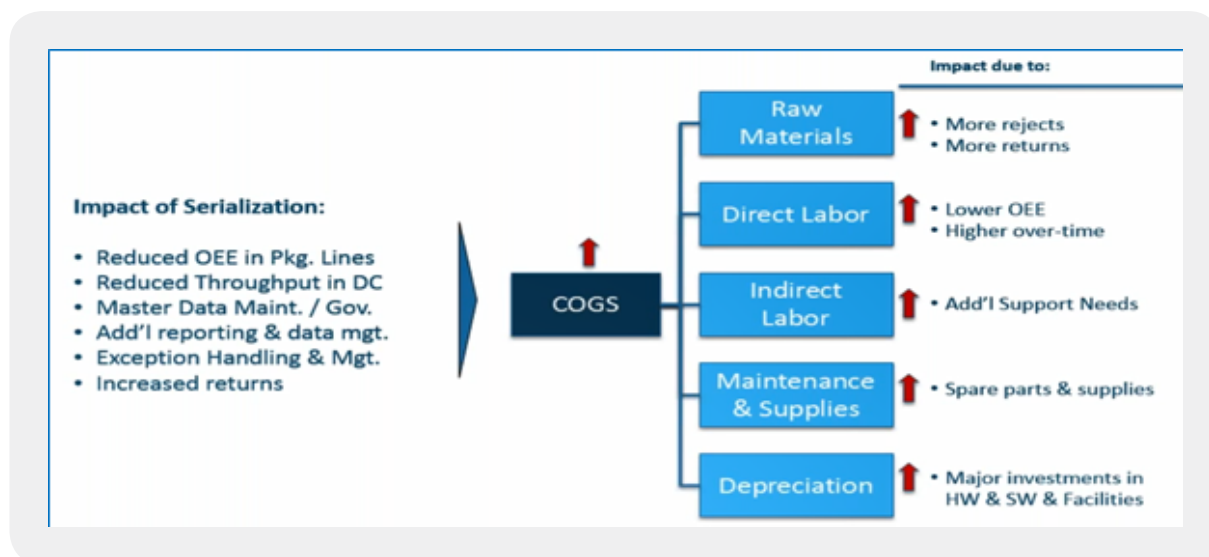 Impact of Serialization:
• Reduced OEE in Pkg. Lines
• Reduced Throughput in DC
• Master Data Maint. / Gov.
• Add'l reporting & data mgt.
• Exception Handling & Mgt.
• Increased returns
COGS
Impact due to:
Raw
Materials
• More rejects
• More returns
Direct Labor
• Lower OEE
• Higher over-time
Indirect
Labor
• Add'l Support Needs
Maintenance
& Supplies
• Spare parts & supplies
Depreciation
• Major investments in
HW & SW & Facilities